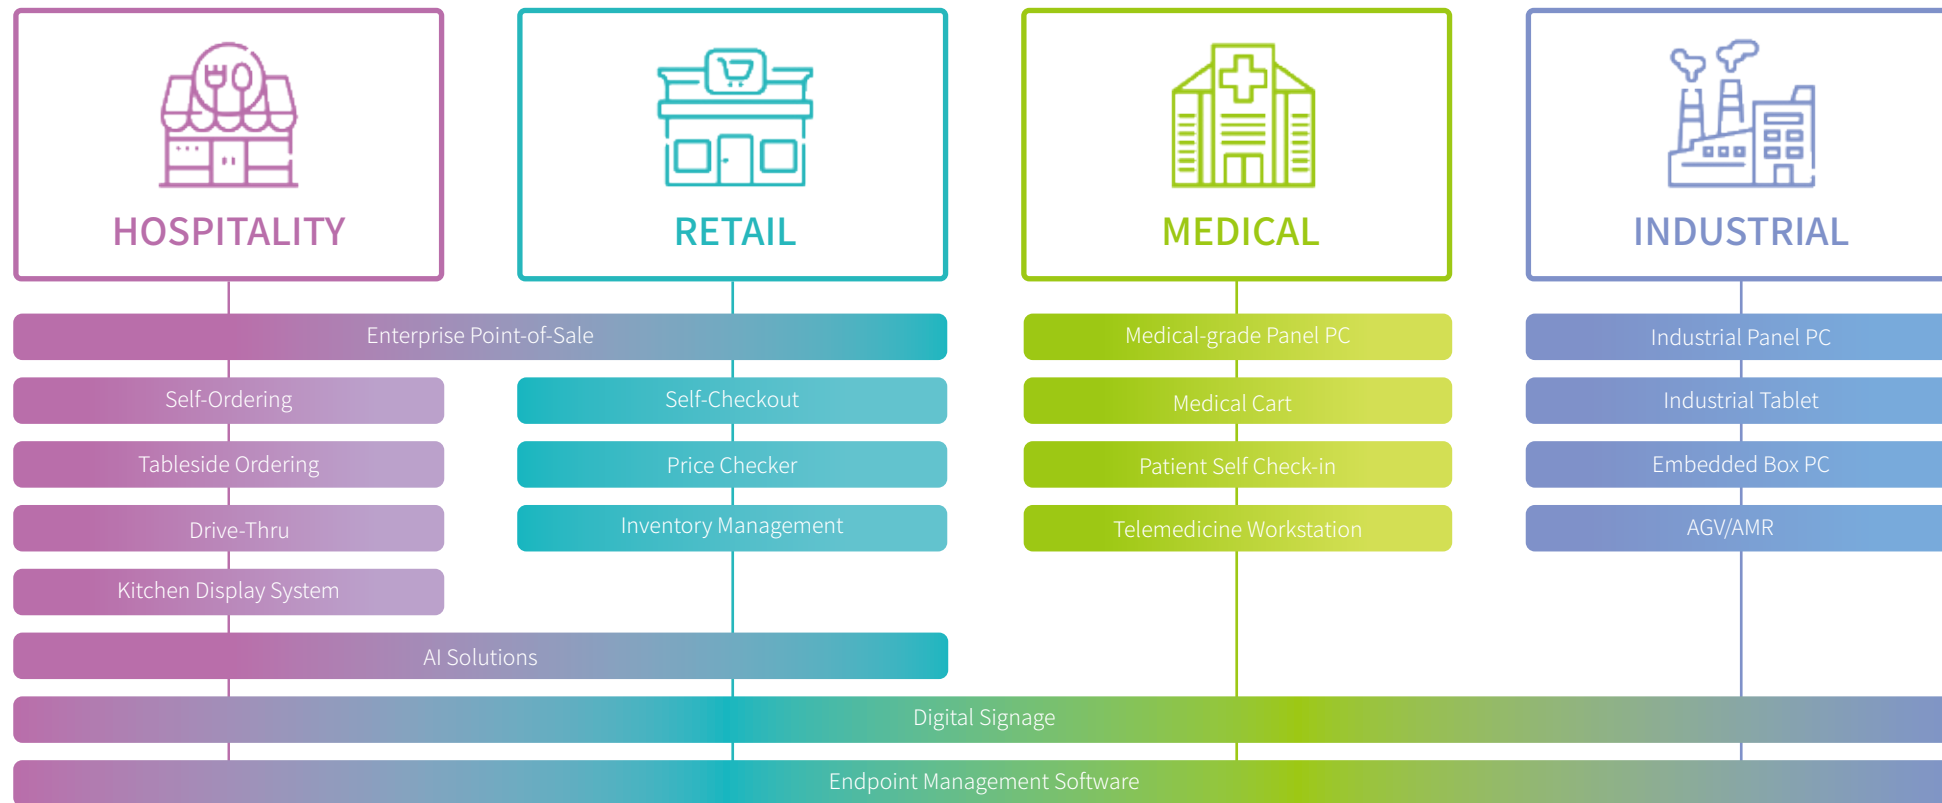 HOSPITALITY
RETAIL
MEDICAL
INDUSTRIAL
Enterprise Point-of-Sale
Medical-grade Panel PC
Industrial Panel PC
Self-Ordering
Self-Checkout
Medical Cart
Industrial Tablet
Tableside Ordering
Price Checker
Patient Self Check-in
Embedded Box PC
Drive-Thru
Inventory Management
Telemedicine Workstation
AGV/AMR
Kitchen Display System
AI Solutions
Digital Signage
Endpoint Management Software